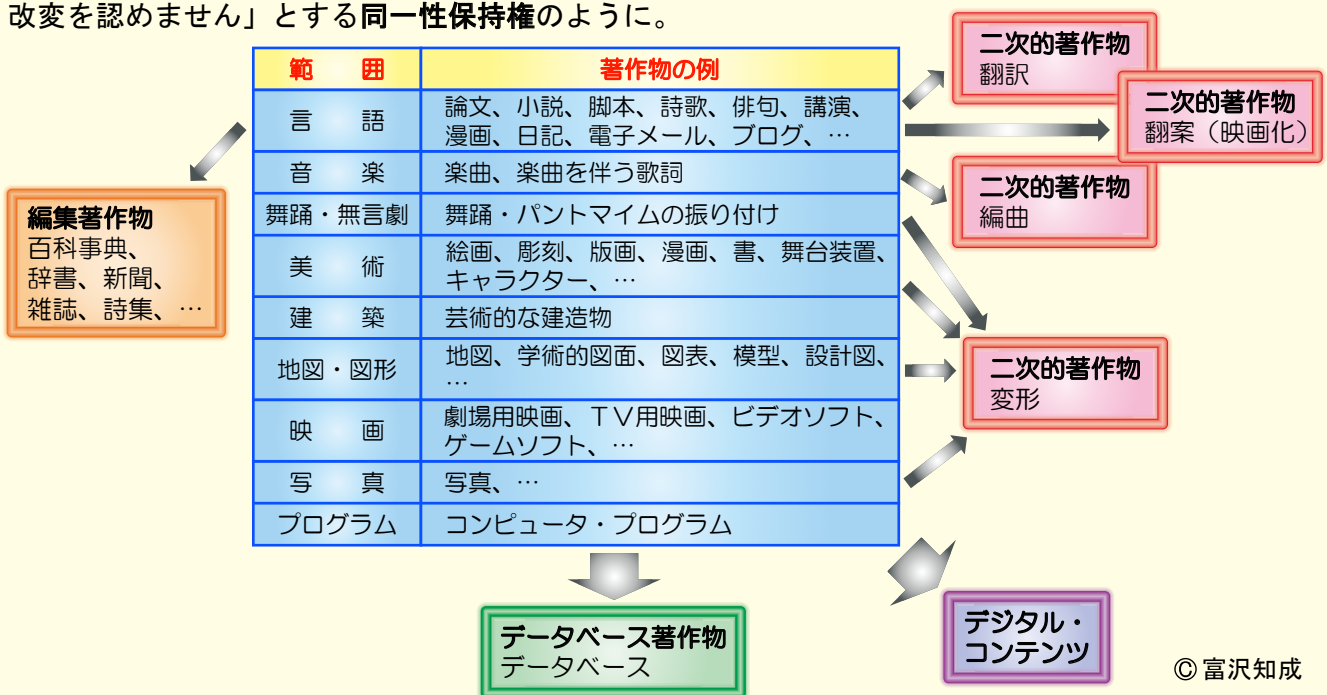 改変を認めません」とする同一性保持権のように。
範　囲　著作物の例
言　語　論文、小説、脚本、詩歌、俳句、講演、
漫画、日記、電子メール、ブログ、…
音　楽　楽曲、楽曲を伴う歌詞
舞踊・無言劇　舞踊・パントマイムの振り付け
美　術　絵画、彫刻、版画、漫画、書、舞台装置、
キャラクター、…
建　築　芸術的な建造物
地図・図形　地図、学術的図面、図表、模型、設計図、
…
映　画　劇場用映画、ＴＶ用映画、ビデオソフト、
ゲームソフト、…
写　真　写真、…
プログラム　コンピュータ・プログラム
編集著作物
百科事典、
辞書、新聞、
雑誌、詩集、…
二次的著作物
翻訳
二次的著作物
翻案（映画化）
二次的著作物
編曲
二次的著作物
変形
データベース著作物
データベース
デジタル・
コンテンツ
©富沢知成